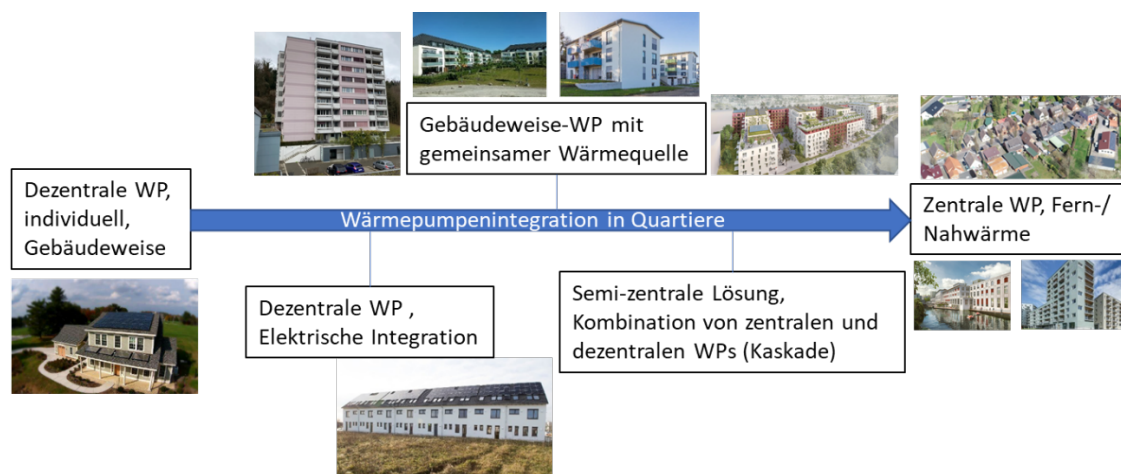 Gebäudeweise-WP mit
gemeinsamer Wärmequelle
Dezentrale WP,
individuell,
Gebäudeweise
Wärmepumpenintegration in Quartiere
Zentrale WP, Fern-/
Nahwärme
Dezentrale WP ,
Elektrische Integration
Semi-zentrale Lösung,
Kombination von zentralen und
dezentralen WPs (Kaskade)